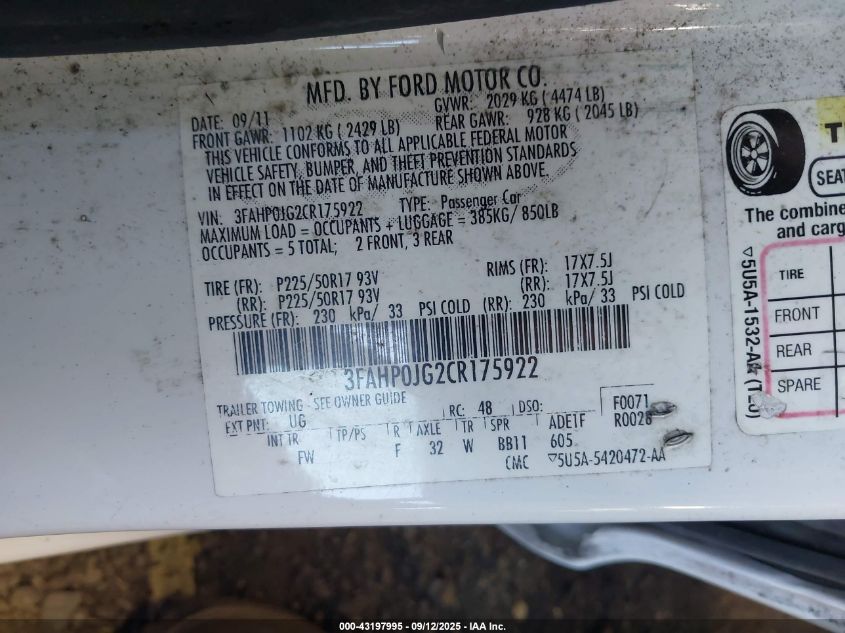 MFD. BY FORD MOTOR CO.
DATE: 09/11 GVWR: 2029 KG ( 4474 LB)
FRONT GAWR: 1102 KG ( 2429 LB) REAR GAWR: 928 KG ( 2045 LB)
THIS VEHICLE CONFORMS TO ALL APPLICABLE FEDERAL MOTOR
VEHICLE SAFETY, BUMPER, AND THEFT PREVENTION STANDARDS
IN EFFECT ON THE DATE OF MANUFACTURE SHOWN ABOVE.
VIN: 3FAHP0JG2CR175922 TYPE: Passenger Car
MAXIMUM LOAD = OCCUPANTS + LUGGAGE = 385KG/ 850LB
OCCUPANTS = 5 TOTAL; 2 FRONT, 3 REAR
TIRE (FR): P225/50R17 93V RIMS (FR): 17X7.5J
(RR): P225/50R17 93V (RR): 17X7.5J
PRESSURE (FR): 230 kPa/ 33 PSI COLD (RR): 230 kPa/ 33 PSI COLD
3FAHP0JG2CR175922
TRAILER TOWING - SEE OWNER GUIDE
EXT PNT: UG RC: 48 DSO: F0071
R0028
INT TR TP/PS R AXLE TR SPR ADETF
FW F 32 W BB11 605
CMC ▽5U5A-5420472-AA
T
SEAT
The combine
and carg
TIRE
FRONT
REAR
SPARE
▽5U5A-1532-A
000-43197995 - 09/12/2025 - IAA Inc.